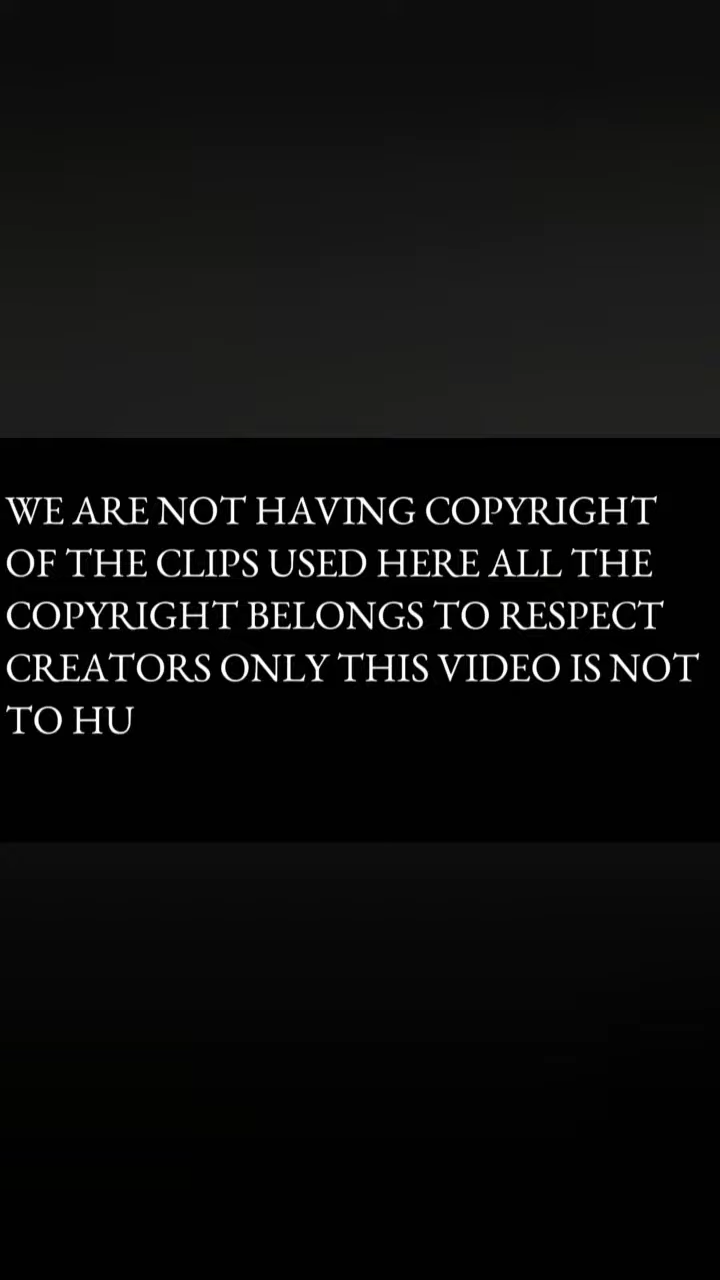 WE ARE NOT HAVING COPYRIGHT
OF THE CLIPS USED HERE ALL THE
COPYRIGHT BELONGS TO RESPECT
CREATORS ONLY THIS VIDEO IS NOT
TO HU